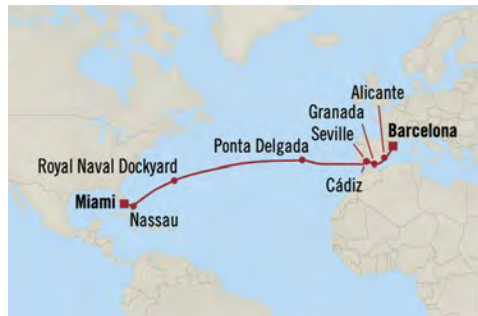 Alicante
Granada
Seville
Barcelona
Ponta Delgada
Cádiz
Royal Naval Dockyard
Miami
Nassau